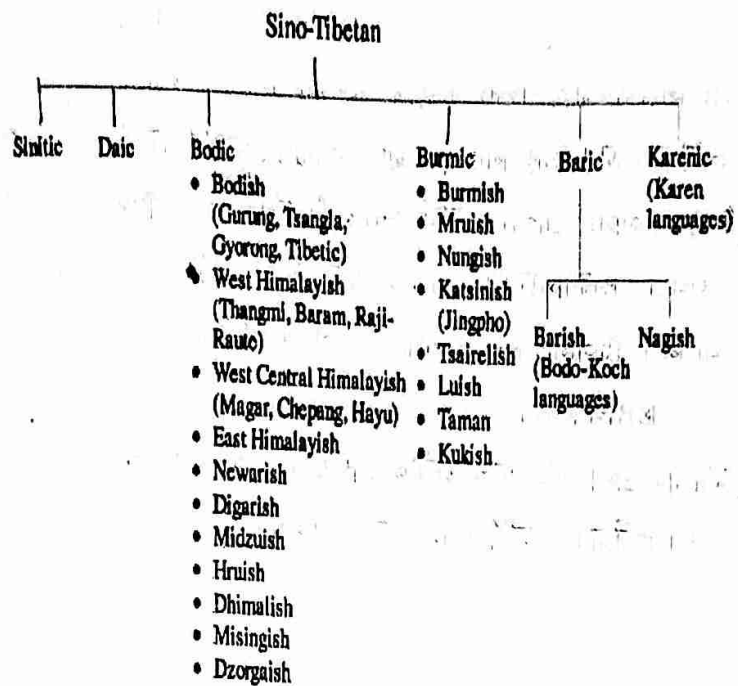 Sino-Tibetan
Sinitic
Daic
Bodic
• Bodish
(Gurung, Tsangla,
Gyorong, Tibetic)
• West Himalayish
(Thangmi, Baram, Raji-
Raute)
• West Central Himalayish
(Magar, Chepang, Hayu)
• East Himalayish
• Newarish
• Digarish
• Midzuish
• Hruish
• Dhimalish
• Misingish
• Dzorgaish
Burmic
• Burmish
• Mruish
• Nungish
• Katsinish
(Jingpho)
• Tsairelish
• Luish
• Taman
• Kukish
Baric
Barish
(Bodo-Koch
languages)
Nagish
Karenic
(Karen
languages)